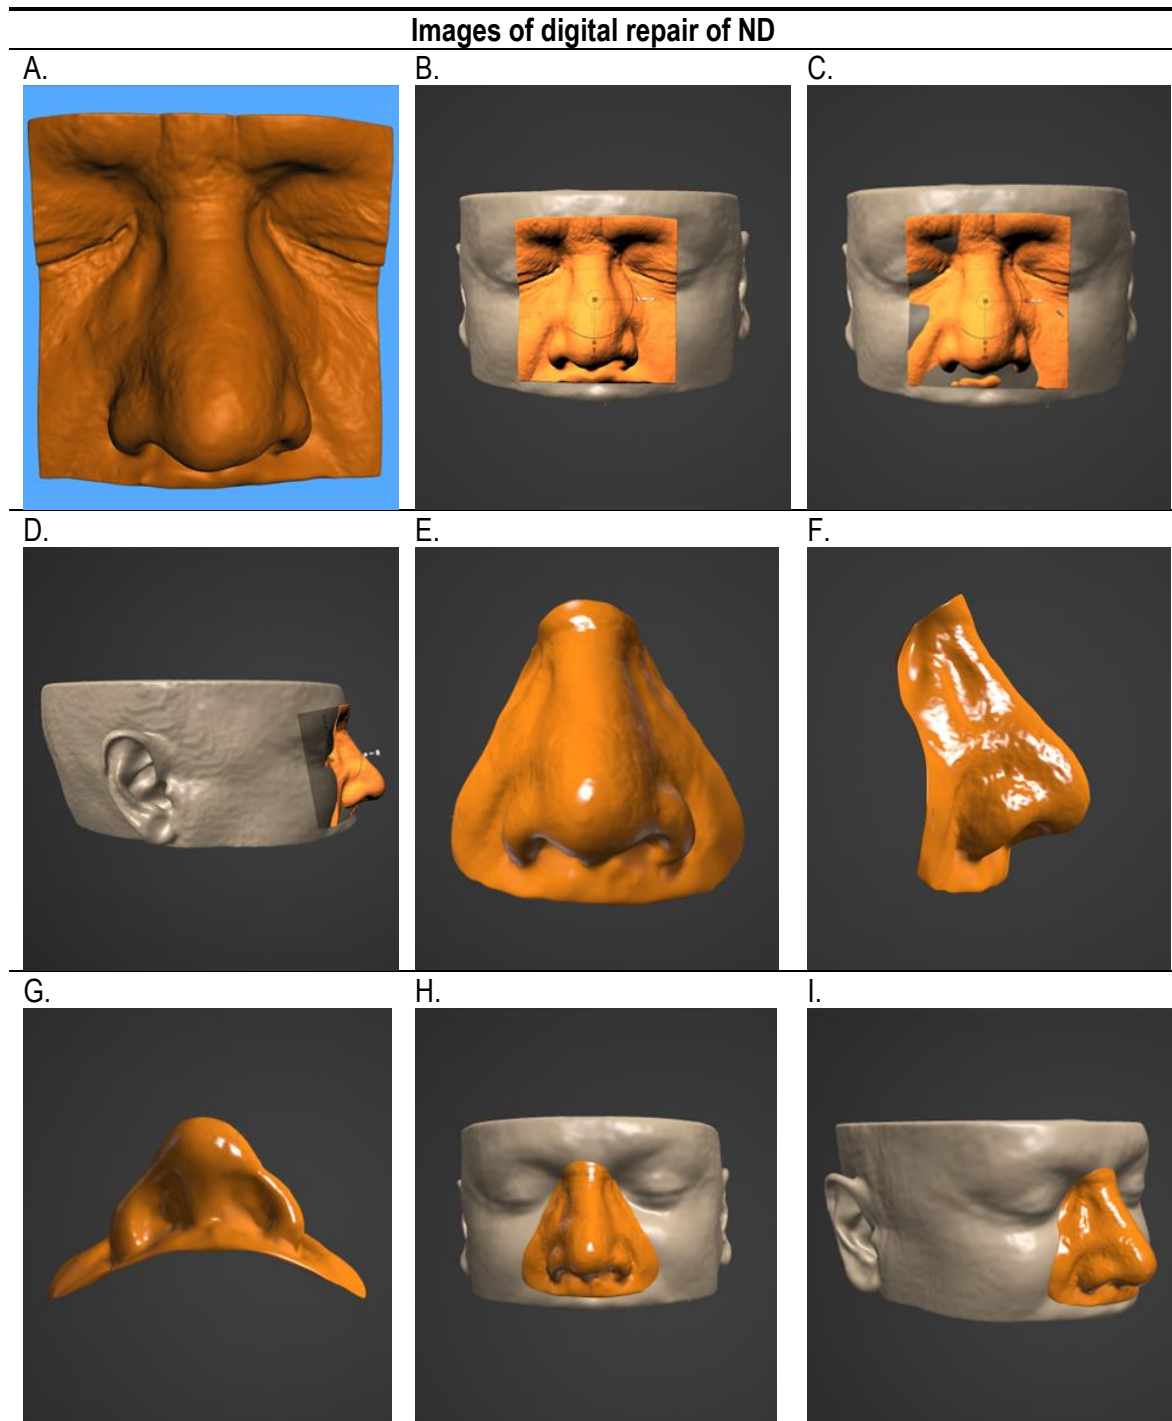 Images of digital repair of ND
A.
B.
C.
D.
E.
F.
G.
H.
I.